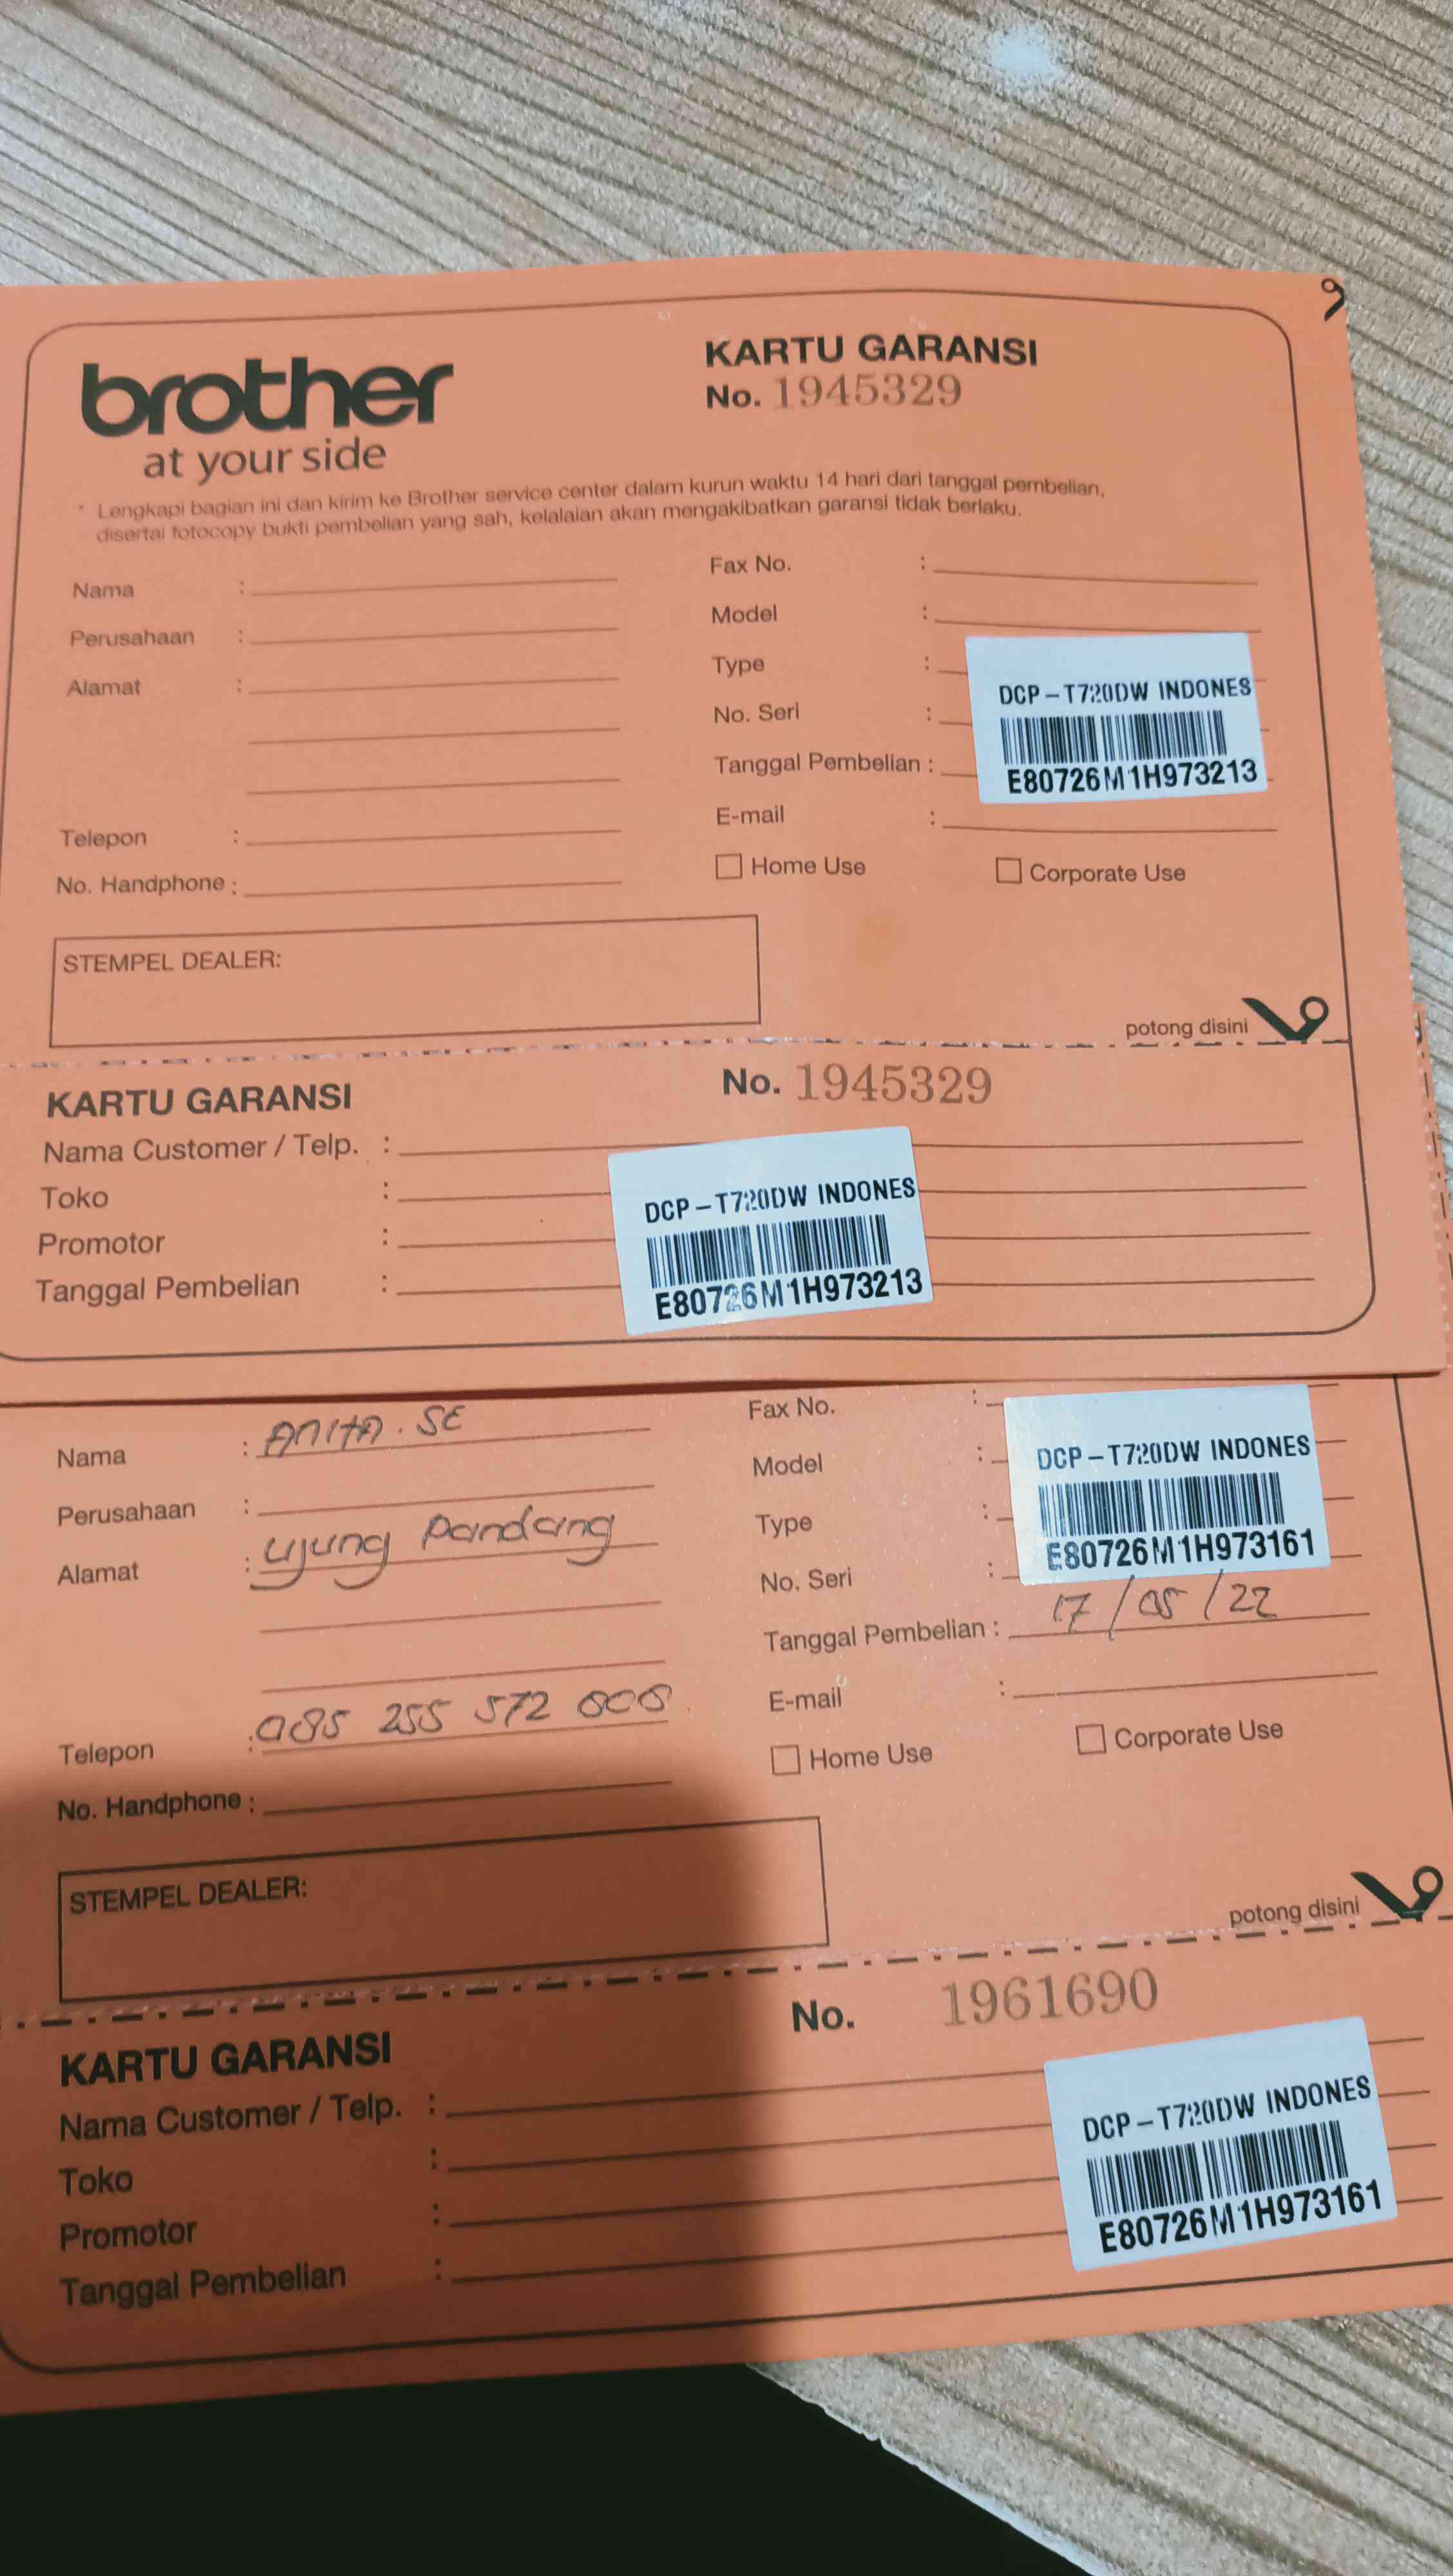 brother
at your side
KARTU GARANSI
No. 1945329
* Lengkapi bagian ini dan kirim ke Brother service center dalam kurun waktu 14 hari dari tanggal pembelian,
disertai fotocopy bukti pembelian yang sah, kelalaian akan mengakibatkan garansi tidak berlaku.
Nama :
Perusahaan :
Alamat :
Telepon :
No. Handphone :
Fax No. :
Model :
Type :
No. Seri :
Tanggal Pembelian :
E-mail :
DCP-T720DW INDONES
E80726M1H973213
Home Use
Corporate Use
STEMPEL DEALER:
potong disini
KARTU GARANSI
No. 1945329
Nama Customer / Telp. :
Toko :
Promotor :
Tanggal Pembelian :
DCP-T720DW INDONES
E80726M1H973213
Nama : ANITA. SE
Perusahaan :
Alamat : Ujung Pandang
Telepon : 085 255 572
No. Handphone :
Fax No. :
Model :
Type :
No. Seri :
DCP-T720DW INDONES
E80726M1H973161
Tanggal Pembelian : 17/05/22
E-mail :
Home Use
Corporate Use
STEMPEL DEALER:
potong disini
No. 1961690
KARTU GARANSI
Nama Customer / Telp. :
Toko :
Promotor :
Tanggal Pembelian :
DCP-T720DW INDONES
E80726M1H973161